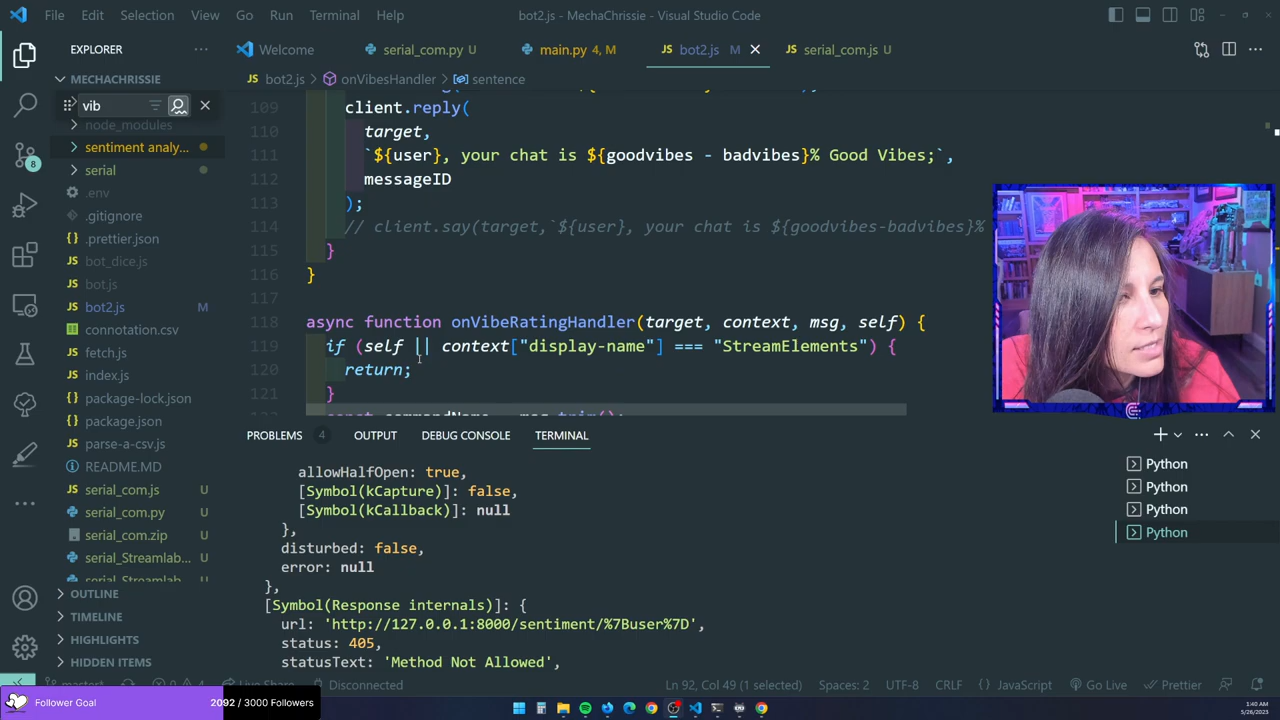 File Edit Selection View Go Run Terminal Help
bot2.js - MechaChrissie - Visual Studio Code
EXPLORER
Welcome
serial_com.py U
main.py 4, M
bot2.js M
serial_com.js U
MECHACHRISSIE
bot2.js > onVibesHandler > sentence
vib
node_modules
sentiment analy...
serial
.env
.gitignore
.prettier.json
bot_dice.js
bot.js
bot2.js M
connotation.csv
fetch.js
index.js
package-lock.json
package.json
parse-a-csv.js
README.MD
serial_com.js U
serial_com.py U
serial_com.zip U
serial_Streamlab... U
serial_Streamlab... U
OUTLINE
TIMELINE
HIGHLIGHTS
HIDDEN ITEMS
8
109 client.reply(
110 target,
111 `${user}, your chat is ${goodvibes - badvibes}% Good Vibes;`,
112 messageID
113 );
114 // client.say(target,`${user}, your chat is ${goodvibes-badvibes}%
115 }
116 }
117
118 async function onVibeRatingHandler(target, context, msg, self) {
119 if (self || context["display-name"] === "StreamElements") {
120 return;
121 }
PROBLEMS 4 OUTPUT DEBUG CONSOLE TERMINAL
allowHalfOpen: true,
[Symbol(kCapture)]: false,
[Symbol(kCallback)]: null
},
disturbed: false,
error: null
},
[Symbol(Response internals)]: {
url: 'http://127.0.0.1:8000/sentiment/%7Buser%7D',
status: 405,
statusText: 'Method Not Allowed',
Python
Python
Python
Python
Disconnected
Ln 92, Col 49 (1 selected) Spaces: 2 UTF-8 CRLF {} JavaScript Go Live Prettier
Follower Goal 2092 / 3000 Followers
1:40 AM
5/26/2023